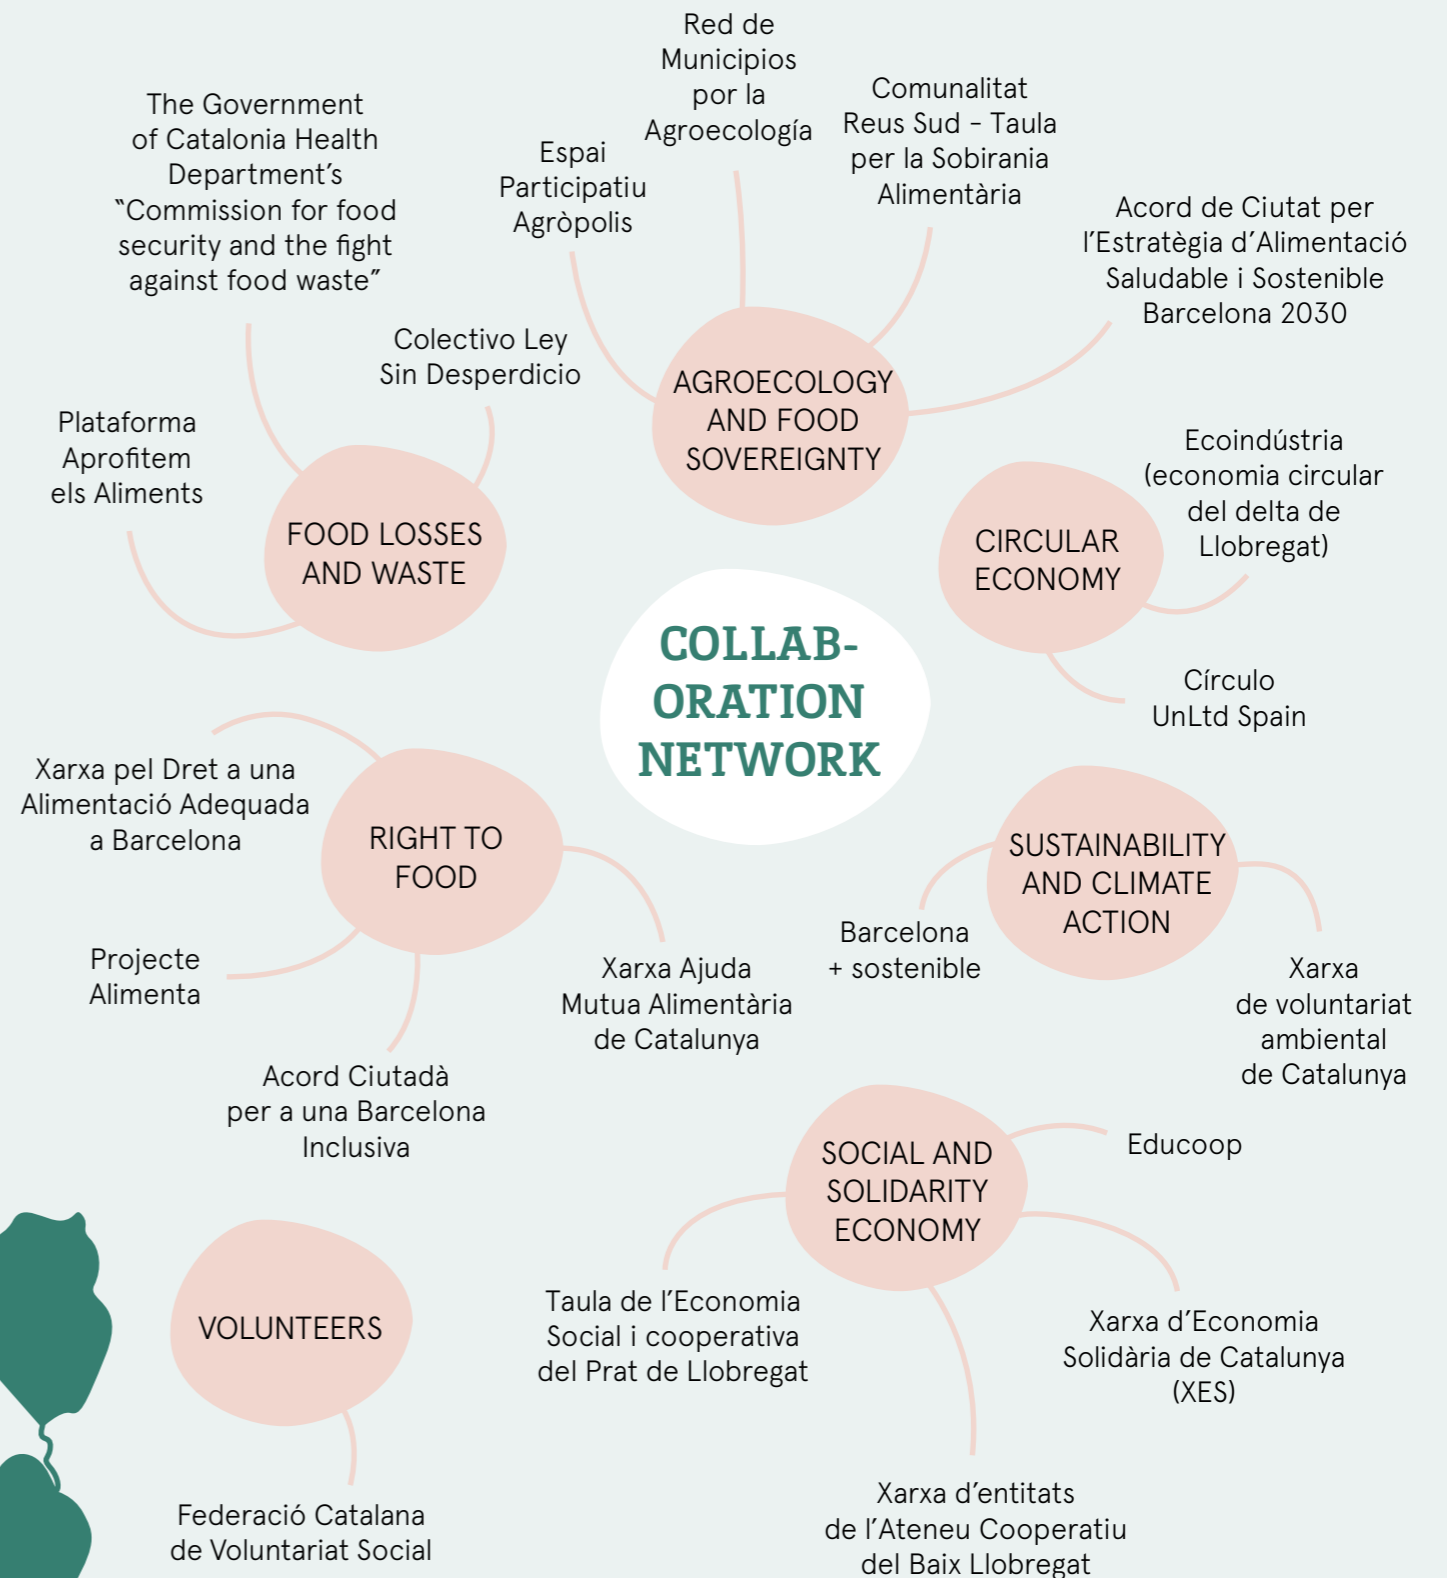 Red de
Municipios
por la
Agroecología
Comunalitat
Reus Sud - Taula
per la Sobirania
Alimentària
The Government
of Catalonia Health
Department’s
“Commission for food
security and the fight
against food waste”
Espai
Participatiu
Agròpolis
Acord de Ciutat per
l’Estratègia d’Alimentació
Saludable i Sostenible
Barcelona 2030
Colectivo Ley
Sin Desperdicio
AGROECOLOGY
AND FOOD
SOVEREIGNTY
Plataforma
Aprofitem
els Aliments
FOOD LOSSES
AND WASTE
Ecoindústria
(economia circular
del delta de
Llobregat)
CIRCULAR
ECONOMY
COLLAB-
ORATION
NETWORK
Círculo
UnLtd Spain
Xarxa pel Dret a una
Alimentació Adequada
a Barcelona
RIGHT TO
FOOD
SUSTAINABILITY
AND CLIMATE
ACTION
Barcelona
+ sostenible
Projecte
Alimenta
Xarxa Ajuda
Mutua Alimentària
de Catalunya
Xarxa
de voluntariat
ambiental
de Catalunya
Acord Ciutadà
per a una Barcelona
Inclusiva
SOCIAL AND
SOLIDARITY
ECONOMY
Educoop
VOLUNTEERS
Taula de l’Economia
Social i cooperativa
del Prat de Llobregat
Xarxa d’Economia
Solidària de Catalunya
(XES)
Federació Catalana
de Voluntariat Social
Xarxa d’entitats
de l’Ateneu Cooperatiu
del Baix Llobregat